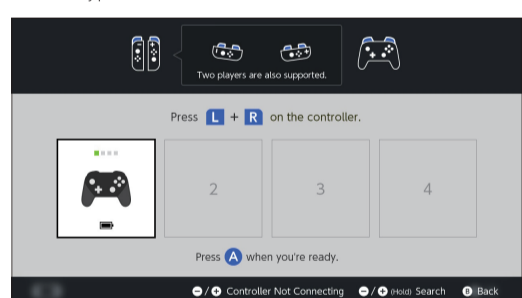 Two players are also supported.
Press L + R on the controller.
2
3
4
Press A when you're ready.
-/+ Controller Not Connecting -/+ (Hold) Search B Back